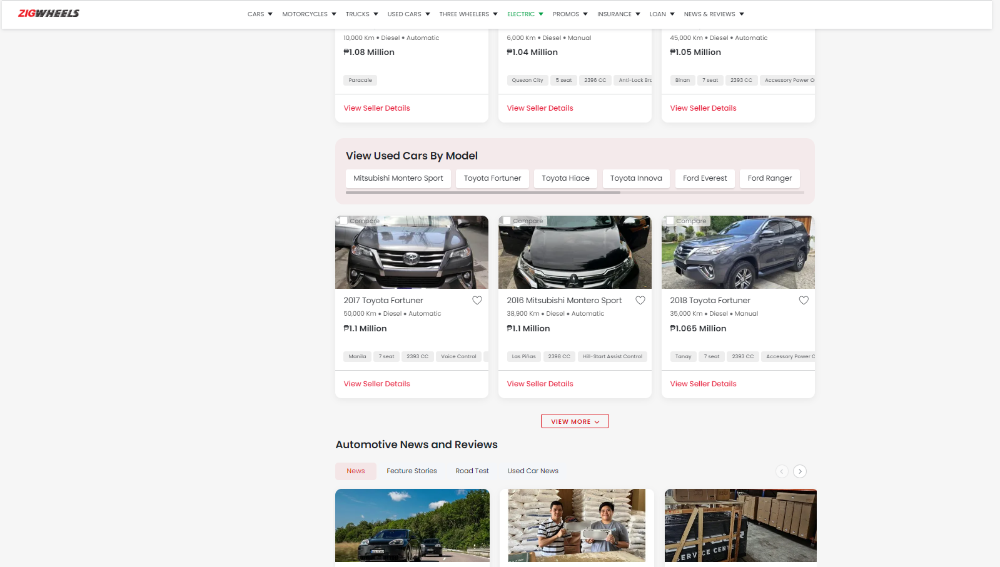 ZIGWHEELS
CARS MOTORCYCLES TRUCKS USED CARS THREE WHEELERS ELECTRIC PROMOS INSURANCE LOAN NEWS & REVIEWS
10,000 Km • Diesel • Automatic
₱1.08 Million
Paracale
View Seller Details
6,000 Km • Diesel • Manual
₱1.04 Million
Quezon City 5 seat 2396 CC Anti-Lock Bra
View Seller Details
45,000 Km • Diesel • Automatic
₱1.05 Million
Binan 7 seat 2393 CC Accessory Power O
View Seller Details
View Used Cars By Model
Mitsubishi Montero Sport Toyota Fortuner Toyota Hiace Toyota Innova Ford Everest Ford Ranger
Compare
2017 Toyota Fortuner
50,000 Km • Diesel • Automatic
₱1.1 Million
Manila 7 seat 2393 CC Voice Control
View Seller Details
Compare
2016 Mitsubishi Montero Sport
38,900 Km • Diesel • Automatic
₱1.1 Million
Las Piñas 2398 CC Hill-Start Assist Control
View Seller Details
Compare
2018 Toyota Fortuner
35,000 Km • Diesel • Manual
₱1.065 Million
Tanay 7 seat 2393 CC Accessory Power O
View Seller Details
VIEW MORE
Automotive News and Reviews
News Feature Stories Road Test Used Car News
SERVICE CENTE